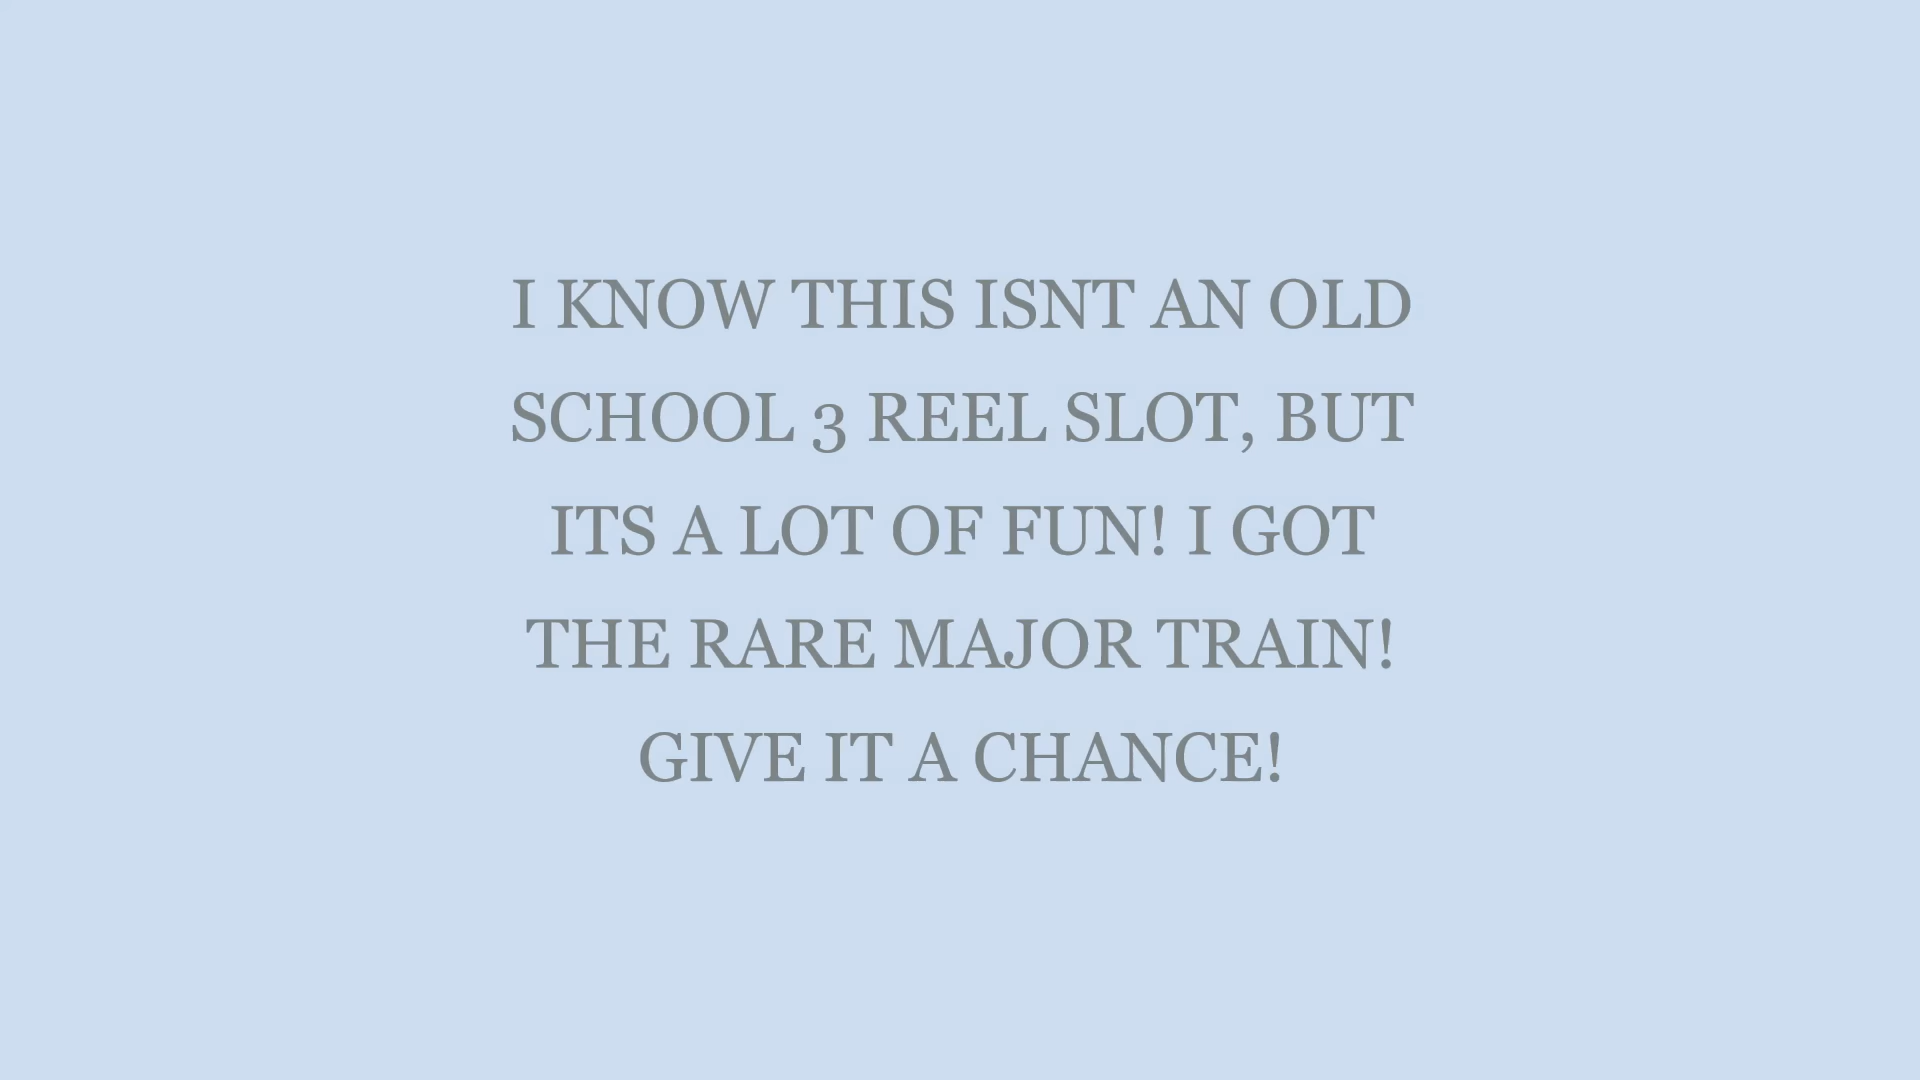 I KNOW THIS ISNT AN OLD
SCHOOL 3 REEL SLOT, BUT
ITS A LOT OF FUN! I GOT
THE RARE MAJOR TRAIN!
GIVE IT A CHANCE!